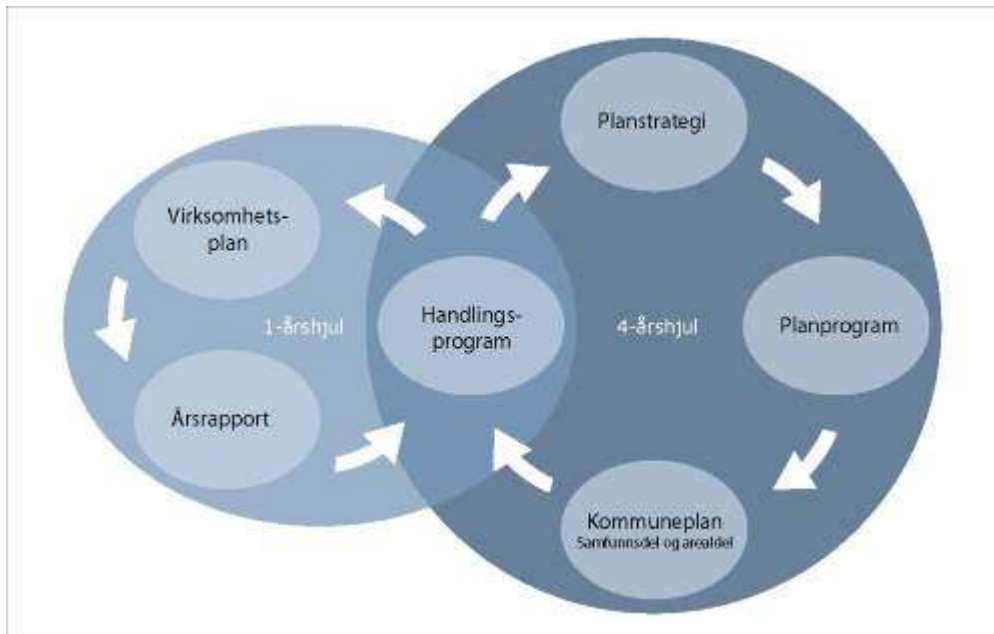 Planstrategi
Virksomhets-
plan
1-årshjul
Handlings-
program
4-årshjul
Planprogram
Årsrapport
Kommuneplan
Samfunnsdel og arealdel